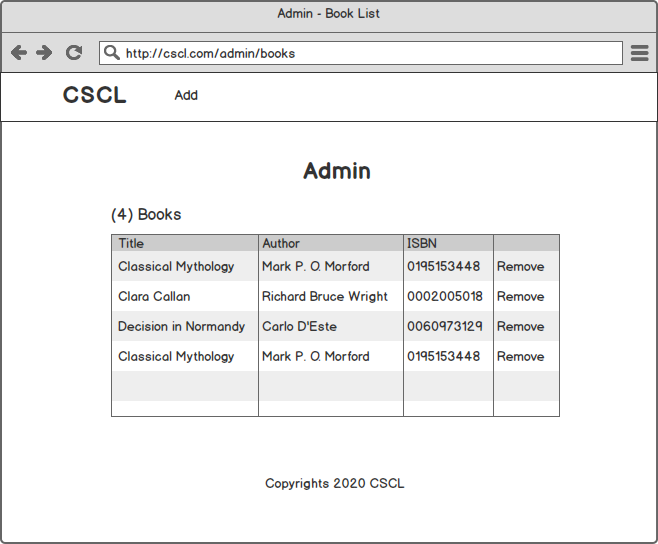 Admin - Book List
http://cscl.com/admin/books
CSCL Add
Admin
(4) Books
Title Author ISBN
Classical Mythology Mark P. O. Morford 0195153448 Remove
Clara Callan Richard Bruce Wright 0002005018 Remove
Decision in Normandy Carlo D'Este 0060973129 Remove
Classical Mythology Mark P. O. Morford 0195153448 Remove
Copyrights 2020 CSCL